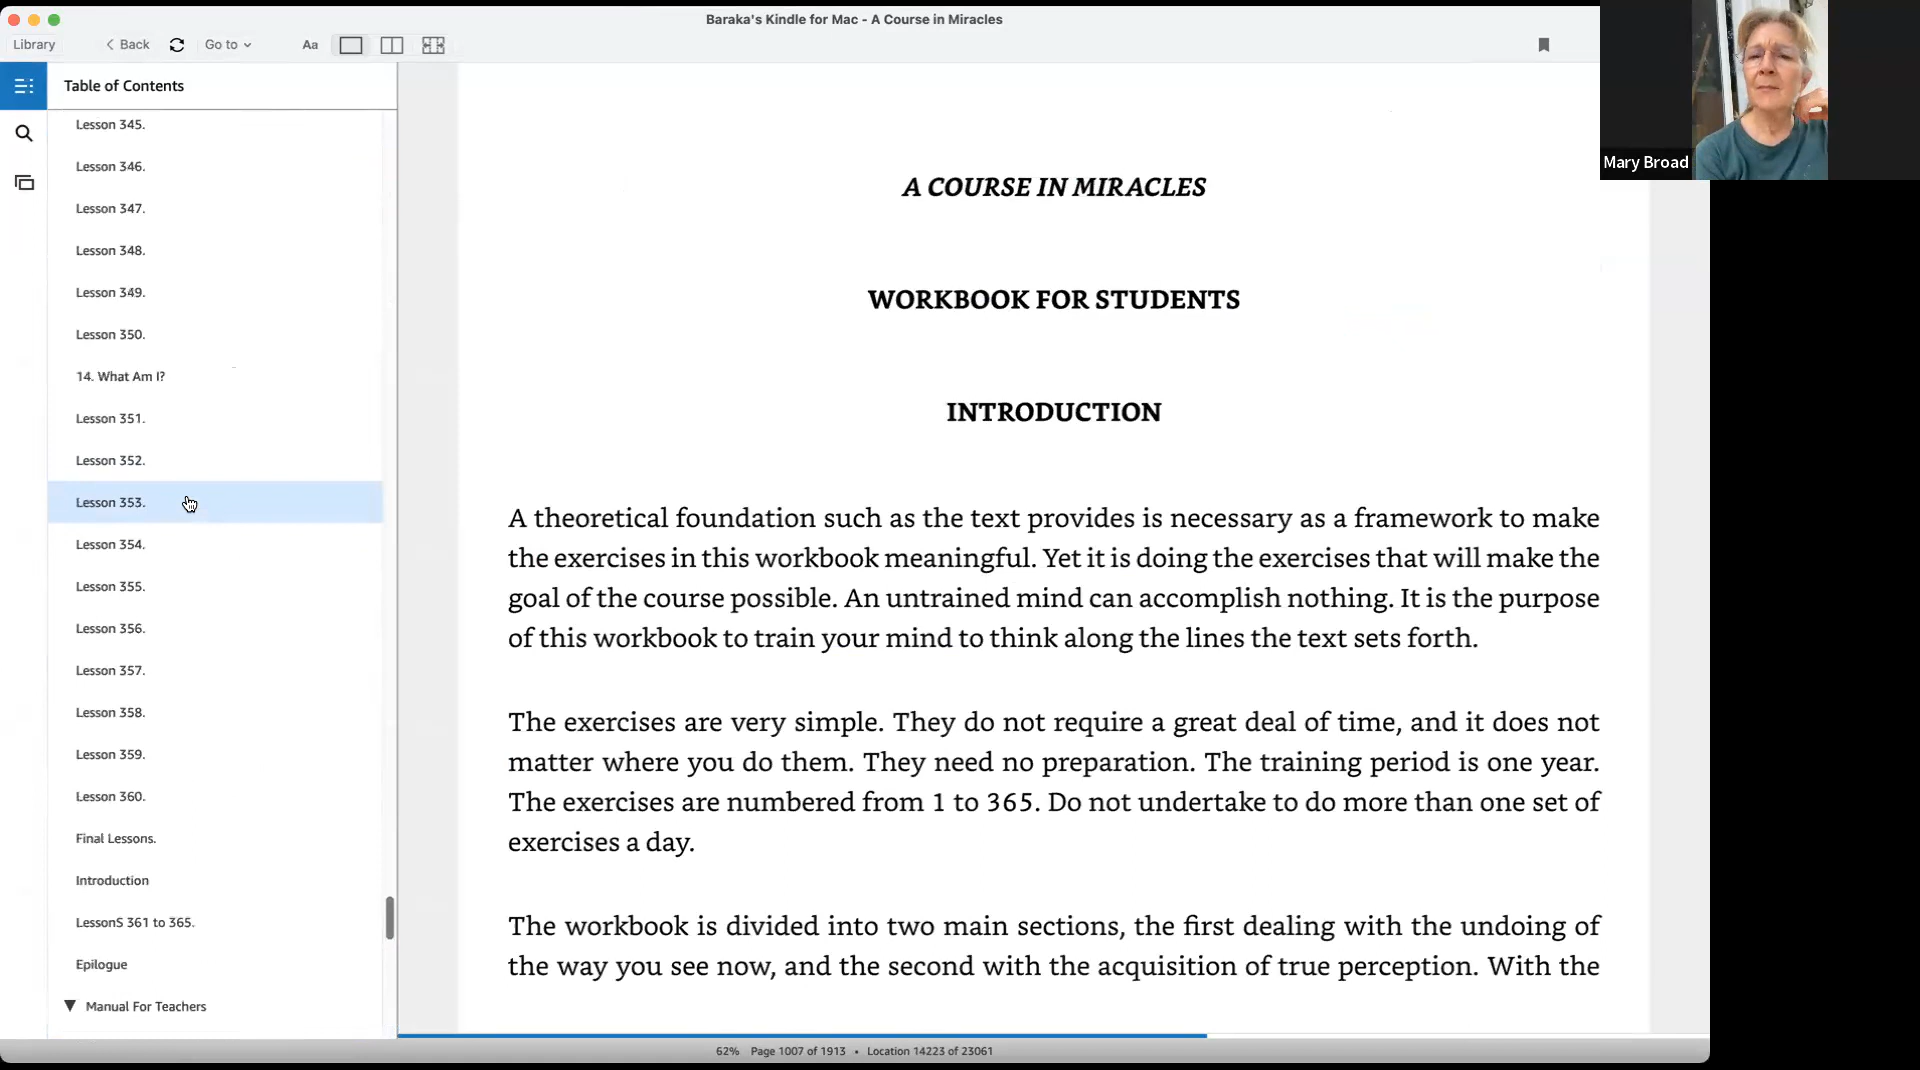 Baraka's Kindle for Mac - A Course in Miracles
Library
Back
Go to
Aa
Table of Contents
Lesson 345.
Lesson 346.
Lesson 347.
Lesson 348.
Lesson 349.
Lesson 350.
14. What Am I?
Lesson 351.
Lesson 352.
Lesson 353.
Lesson 354.
Lesson 355.
Lesson 356.
Lesson 357.
Lesson 358.
Lesson 359.
Lesson 360.
Final Lessons.
Introduction
LessonS 361 to 365.
Epilogue
Manual For Teachers
A COURSE IN MIRACLES
WORKBOOK FOR STUDENTS
INTRODUCTION
A theoretical foundation such as the text provides is necessary as a framework to make
the exercises in this workbook meaningful. Yet it is doing the exercises that will make the
goal of the course possible. An untrained mind can accomplish nothing. It is the purpose
of this workbook to train your mind to think along the lines the text sets forth.
The exercises are very simple. They do not require a great deal of time, and it does not
matter where you do them. They need no preparation. The training period is one year.
The exercises are numbered from 1 to 365. Do not undertake to do more than one set of
exercises a day.
The workbook is divided into two main sections, the first dealing with the undoing of
the way you see now, and the second with the acquisition of true perception. With the
62% Page 1007 of 1913 • Location 14223 of 23061
Mary Broad